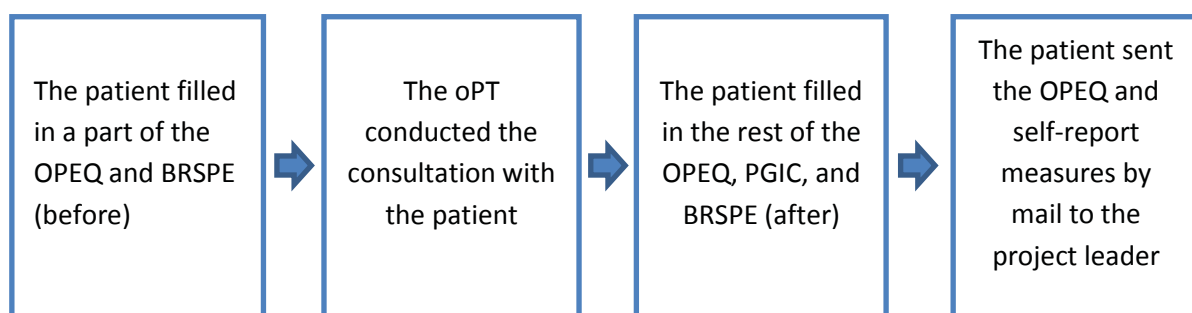 The patient filled
in a part of the
OPEQ and BRSPE
(before)
The oPT
conducted the
consultation with
the patient
The patient filled
in the rest of the
OPEQ, PGIC, and
BRSPE (after)
The patient sent
the OPEQ and
self-report
measures by
mail to the
project leader